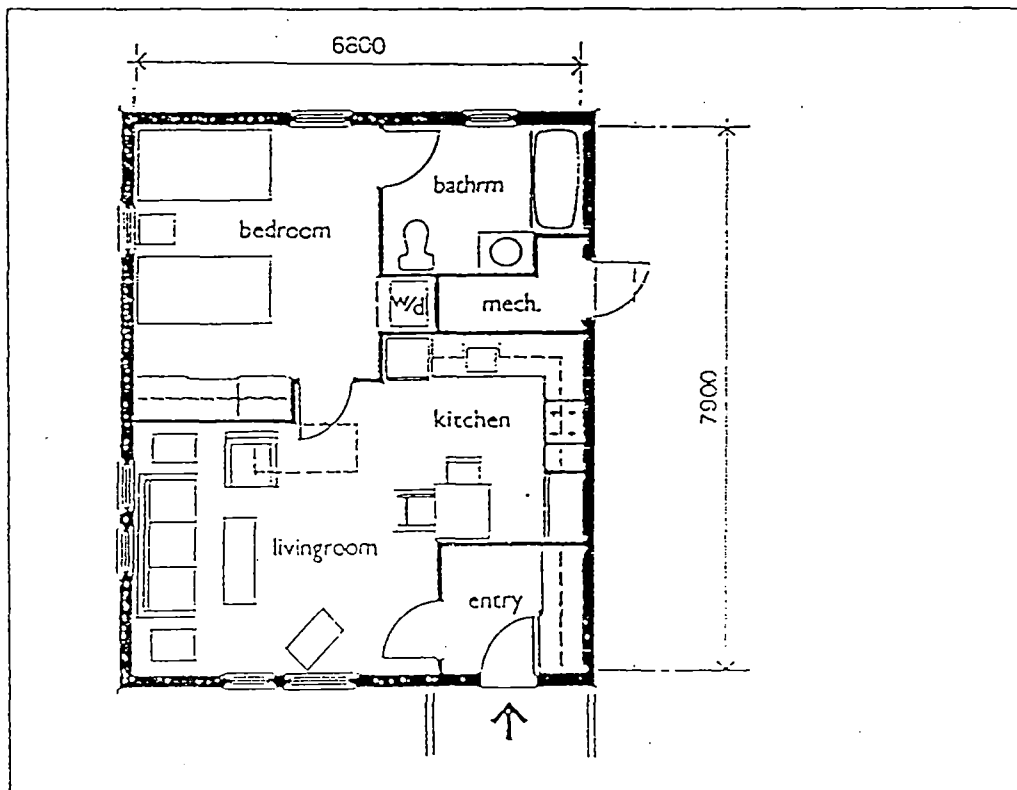 6800
bathrm
bedroom
w/d
mech.
7900
kitchen
livingroom
entry